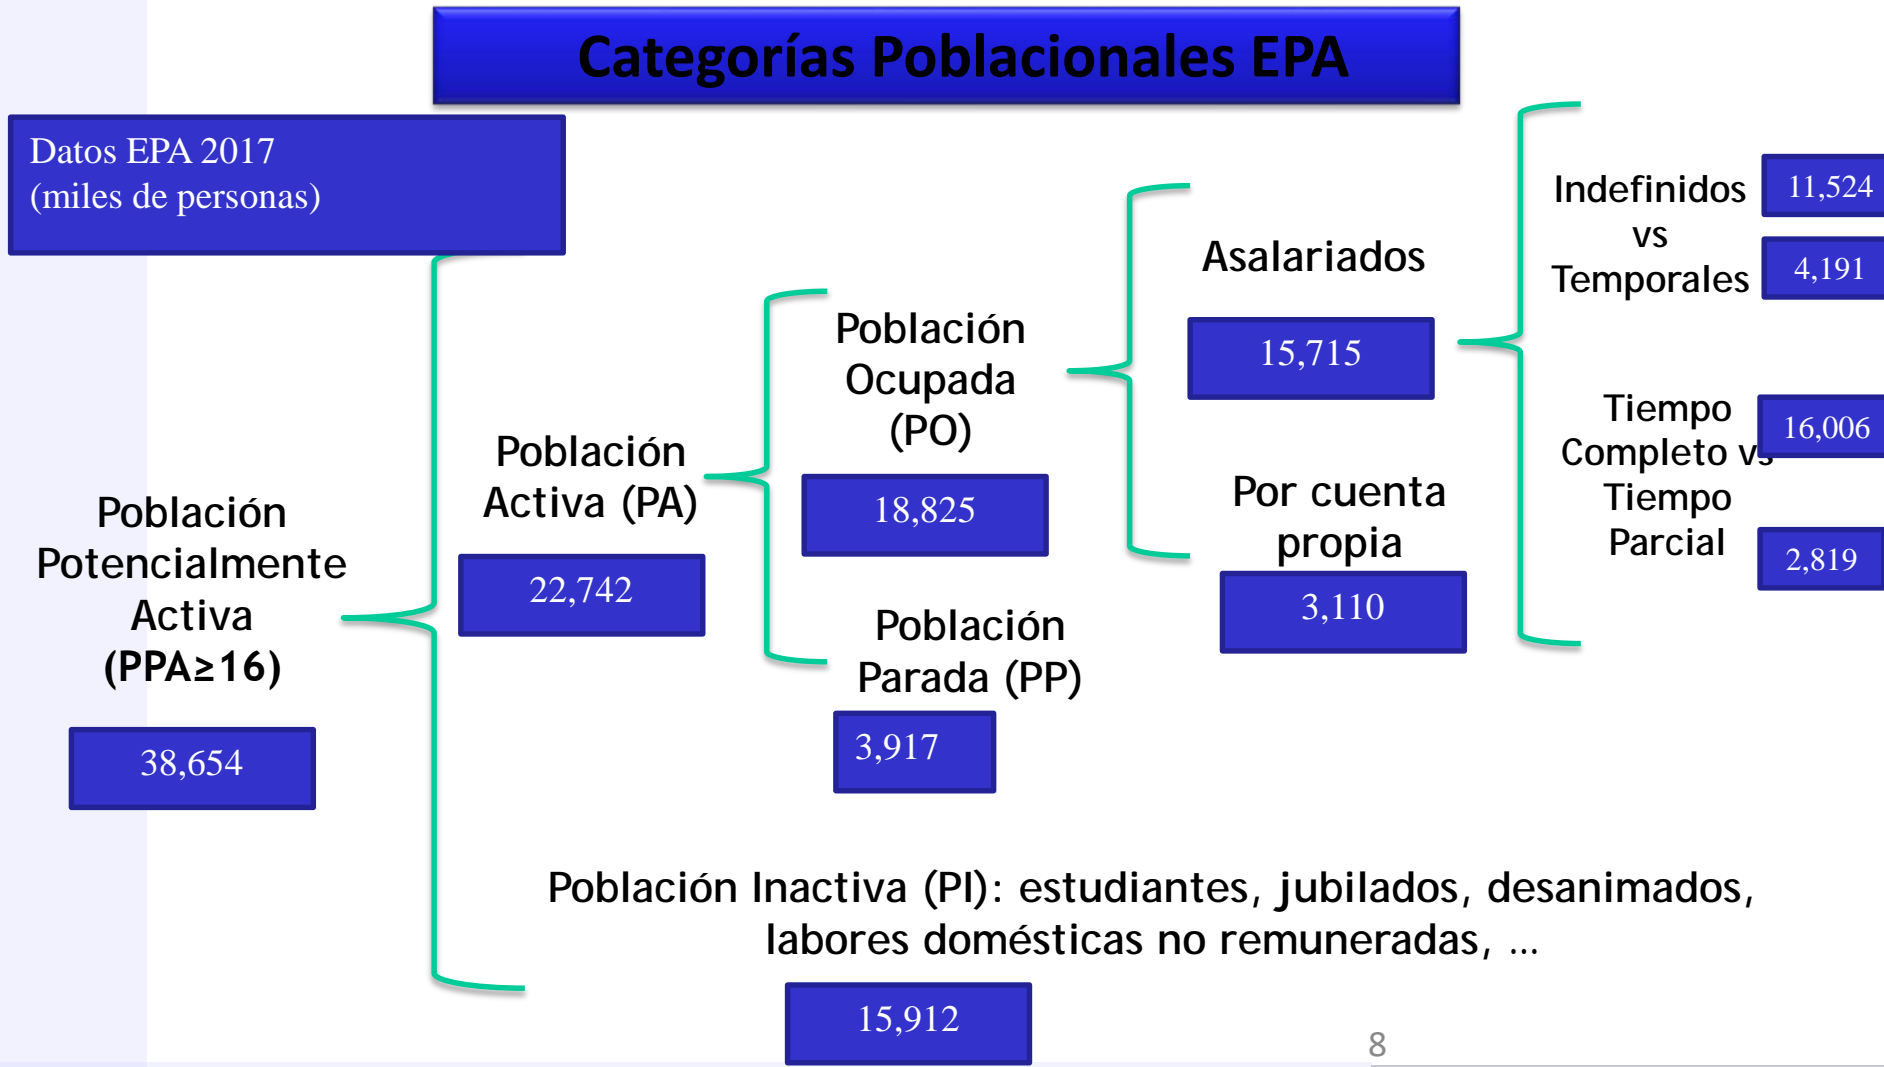 Categorías Poblacionales EPA
Datos EPA 2017
(miles de personas)
Población
Potencialmente
Activa
(PPA≥16)
38,654
Población
Activa (PA)
22,742
Población
Ocupada
(PO)
18,825
Población
Parada (PP)
3,917
Asalariados
15,715
Por cuenta
propia
3,110
Indefinidos
vs
Temporales
11,524
4,191
Tiempo
Completo vs
Tiempo
Parcial
16,006
2,819
Población Inactiva (PI): estudiantes, jubilados, desanimados,
labores domésticas no remuneradas, ...
15,912
8